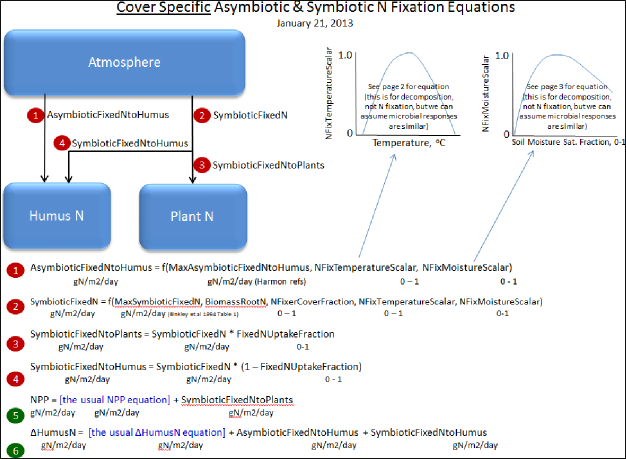 Cover Specific Asymbiotic & Symbiotic N Fixation Equations
January 21, 2013
Atmosphere
1 AsymbioticFixedNtoHumus
2 SymbioticFixedN
4 SymbioticFixedNtoHumus
3 SymbioticFixedNtoPlants
Humus N
Plant N
NFixTemperatureScalar
1.0
See page 2 for equation
(this is for decomposition,
not N fixation, but we can
assume microbial responses
are similar)
0
Temperature, °C
NFixMoistureScalar
1.0
See page 3 for equation
(this is for decomposition,
not N fixation, but we can
assume microbial responses
are similar)
0
Soil Moisture Sat. Fraction, 0-1
1 AsymbioticFixedNtoHumus = f(MaxAsymbioticFixedNtoHumus, NFixTemperatureScalar, NFixMoistureScalar)
gN/m2/day gN/m2/day (Harmon refs) 0 – 1 0 - 1
2 SymbioticFixedN = f(MaxSymbioticFixedN, BiomassRootN, NFixerCoverFraction, NFixTemperatureScalar, NFixMoistureScalar)
gN/m2/day gN/m2/day (Binkley et al 1994 Table 1) 0 – 1 0 – 1 0-1
3 SymbioticFixedNtoPlants = SymbioticFixedN * FixedNUptakeFraction
gN/m2/day gN/m2/day 0-1
4 SymbioticFixedNtoHumus = SymbioticFixedN * (1 – FixedNUptakeFraction)
gN/m2/day gN/m2/day 0 - 1
5 NPP = [the usual NPP equation] + SymbioticFixedNtoPlants
gN/m2/day gN/m2/day gN/m2/day
6 ΔHumusN = [the usual ΔHumusN equation] + AsymbioticFixedNtoHumus + SymbioticFixedNtoHumus
gN/m2/day gN/m2/day gN/m2/day gN/m2/day